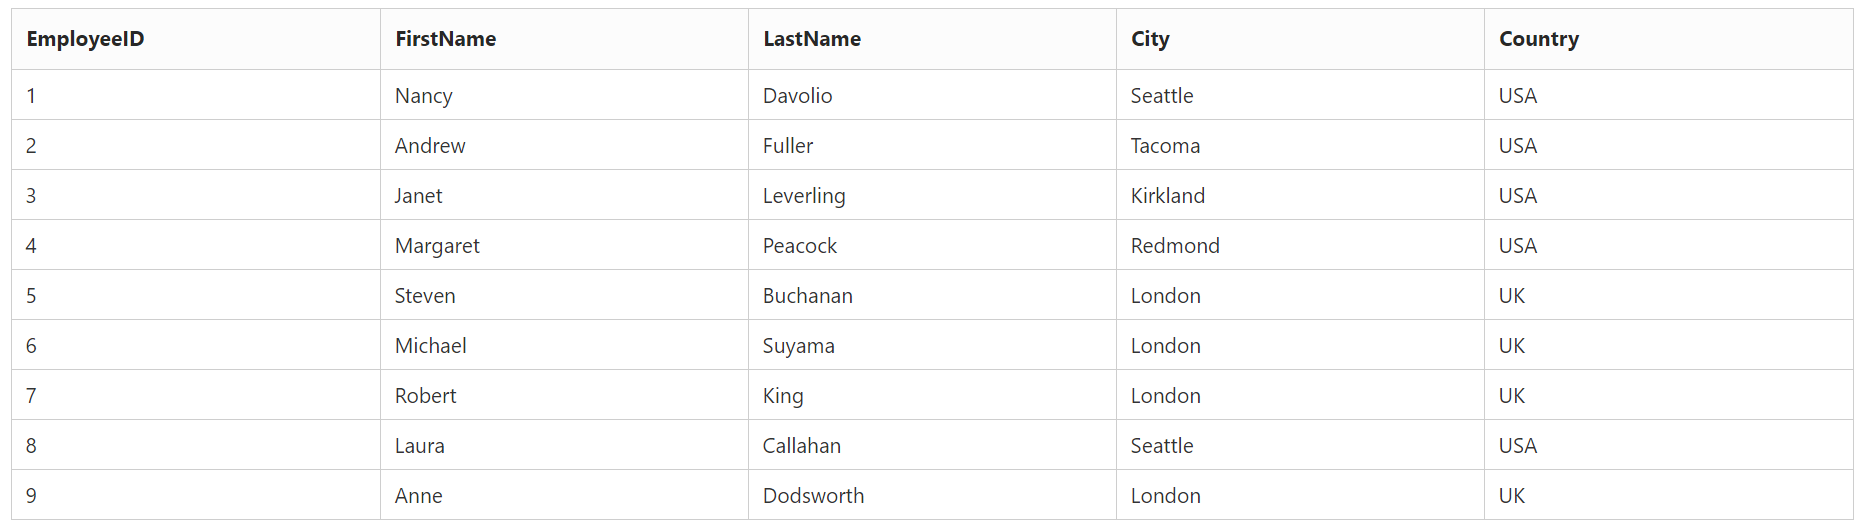 EmployeeID FirstName LastName City Country
1 Nancy Davolio Seattle USA
2 Andrew Fuller Tacoma USA
3 Janet Leverling Kirkland USA
4 Margaret Peacock Redmond USA
5 Steven Buchanan London UK
6 Michael Suyama London UK
7 Robert King London UK
8 Laura Callahan Seattle USA
9 Anne Dodsworth London UK